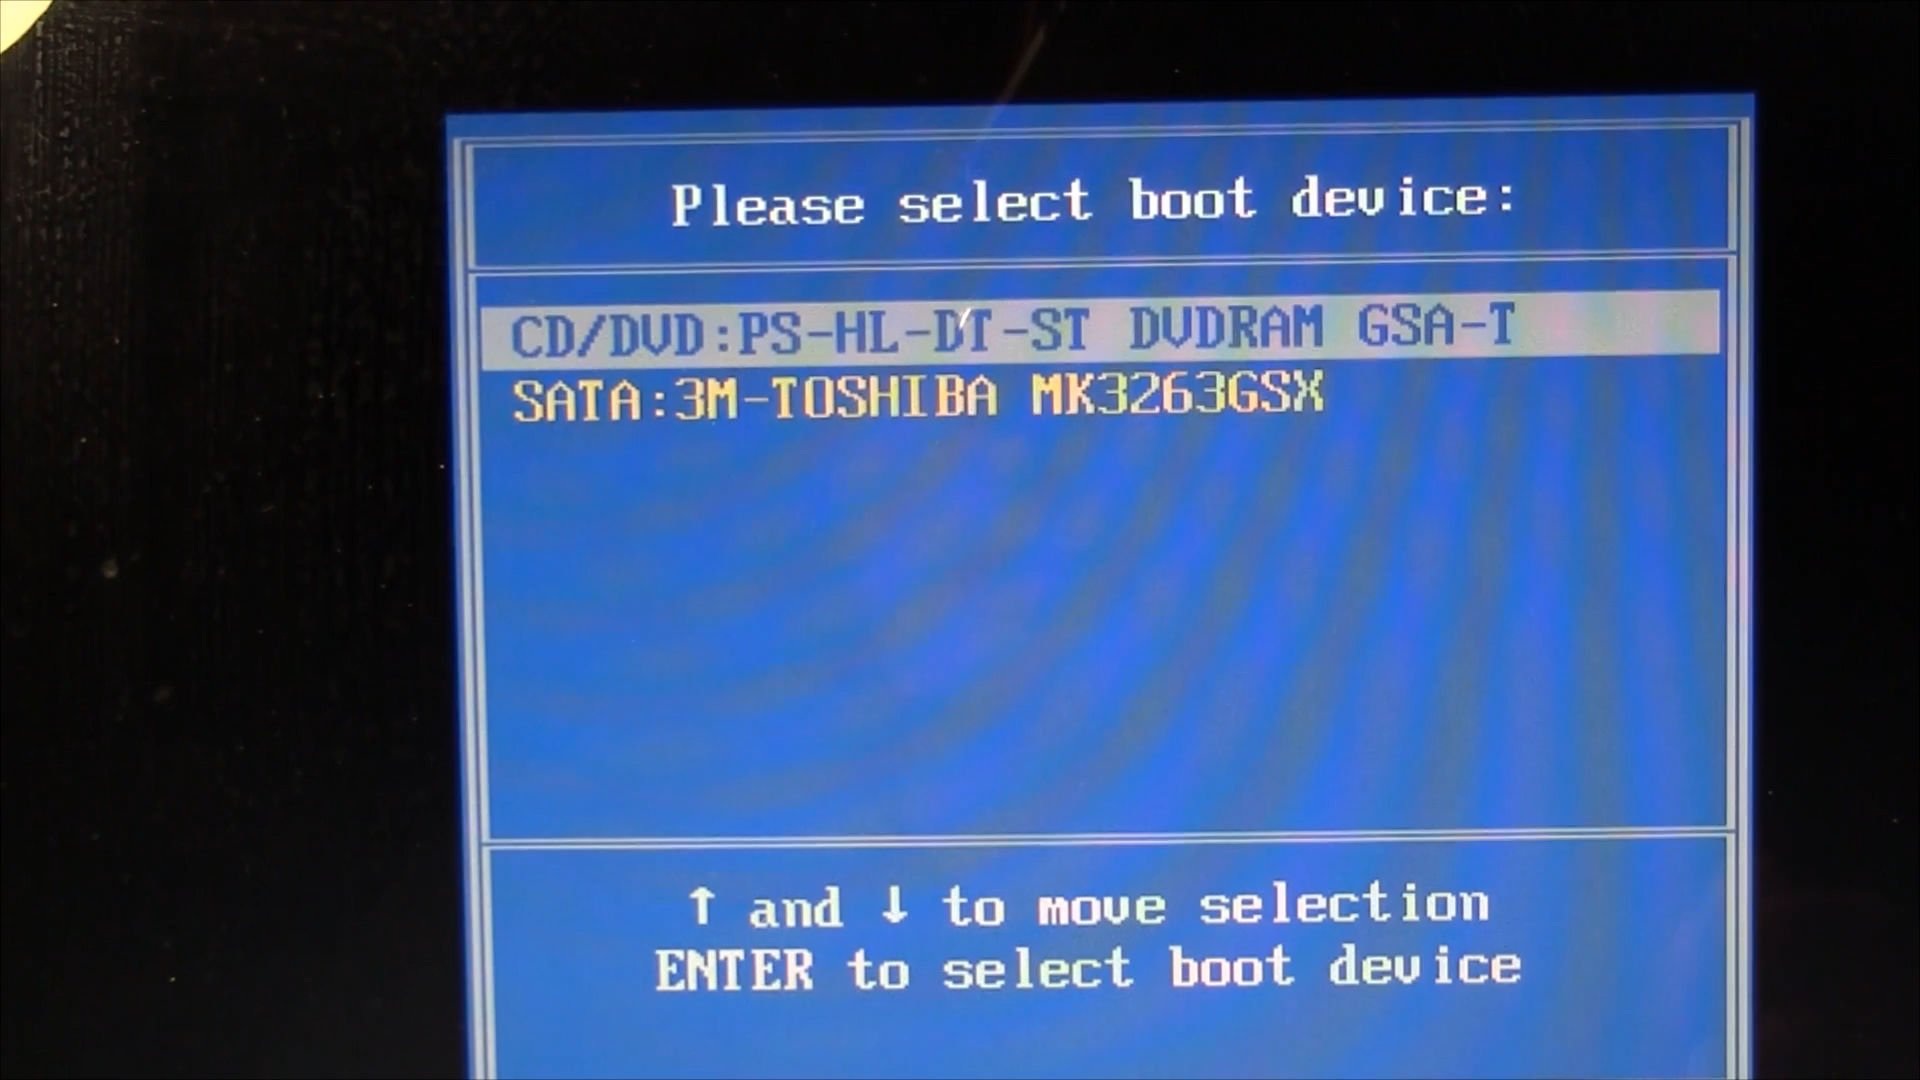 Please select boot device:
CD/DVD:PS-HL-DT-ST DVDRAM GSA-T
SATA:3M-TOSHIBA MK3263GSX
↑ and ↓ to move selection
ENTER to select boot device